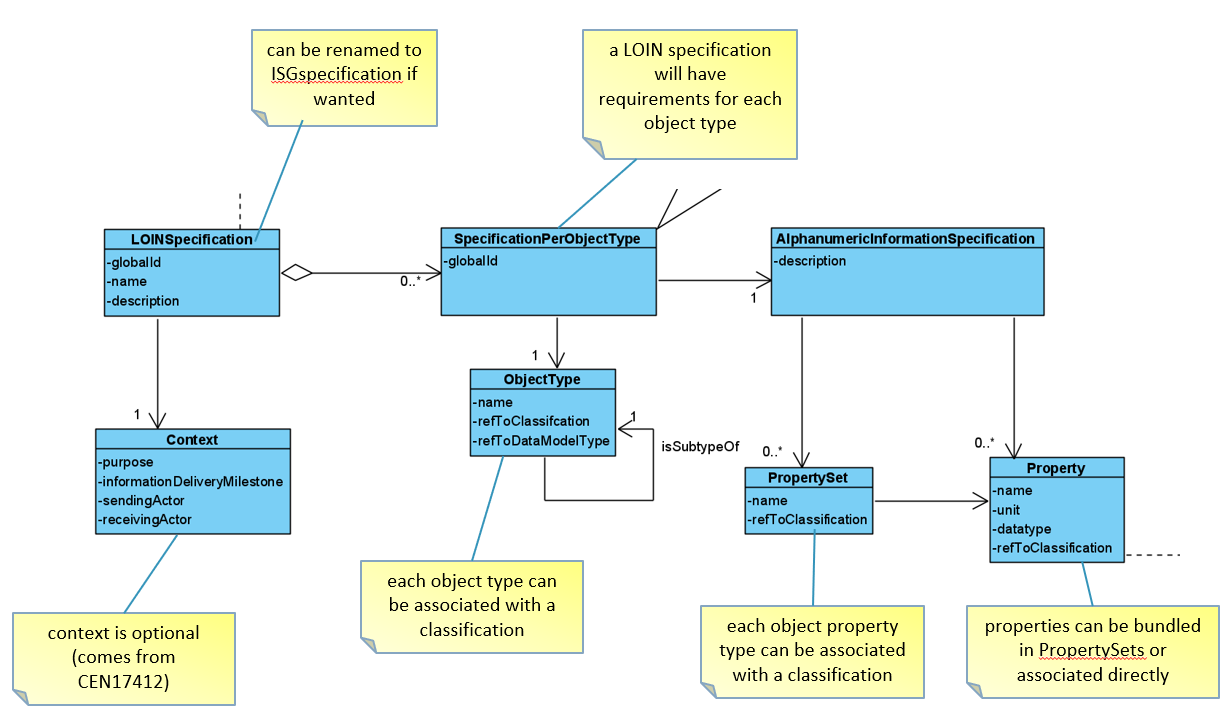 can be renamed to
ISGspecification if
wanted
a LOIN specification
will have
requirements for each
object type
LOINSpecification
-globalId
-name
-description
0..*
SpecificationPerObjectType
-globalId
1
AlphanumericInformationSpecification
-description
1
Context
-purpose
-informationDeliveryMilestone
-sendingActor
-receivingActor
1
ObjectType
-name
-refToClassifcation
-refToDataModelType
1
isSubtypeOf
0..*
PropertySet
-name
-refToClassification
0..*
Property
-name
-unit
-datatype
-refToClassification
context is optional
(comes from
CEN17412)
each object type can
be associated with a
classification
each object property
type can be associated
with a classification
properties can be bundled
in PropertySets or
associated directly